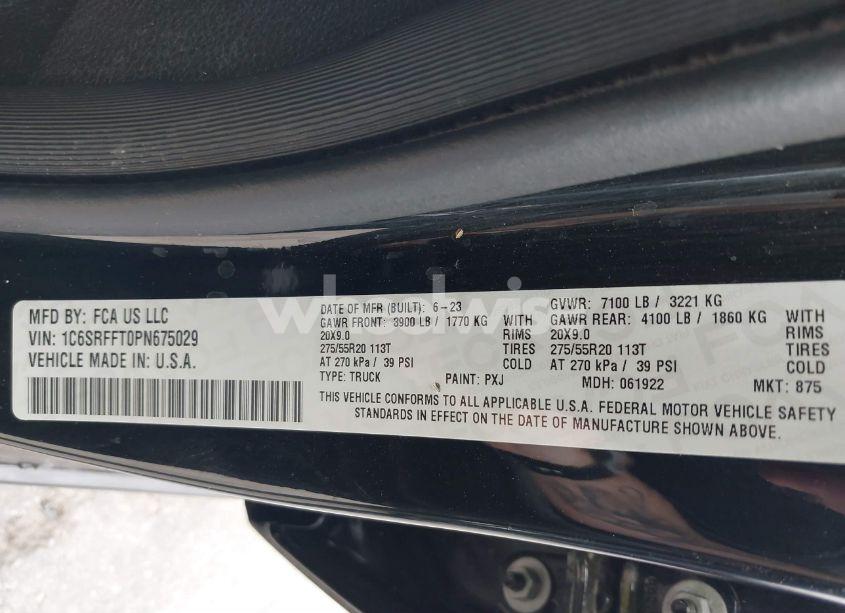 MFD BY: FCA US LLC
VIN: 1C6SRFFT0PN675029
VEHICLE MADE IN: U.S.A.
DATE OF MFR (BUILT): 6-23 GVWR: 7100 LB / 3221 KG
GAWR FRONT: 3900 LB / 1770 KG WITH GAWR REAR: 4100 LB / 1860 KG WITH
20X9.0 RIMS 20X9.0 RIMS
275/55R20 113T TIRES 275/55R20 113T TIRES
AT 270 kPa / 39 PSI COLD AT 270 kPa / 39 PSI COLD
TYPE: TRUCK PAINT: PXJ MDH: 061922 MKT: 875
THIS VEHICLE CONFORMS TO ALL APPLICABLE U.S.A. FEDERAL MOTOR VEHICLE SAFETY
STANDARDS IN EFFECT ON THE DATE OF MANUFACTURE SHOWN ABOVE.